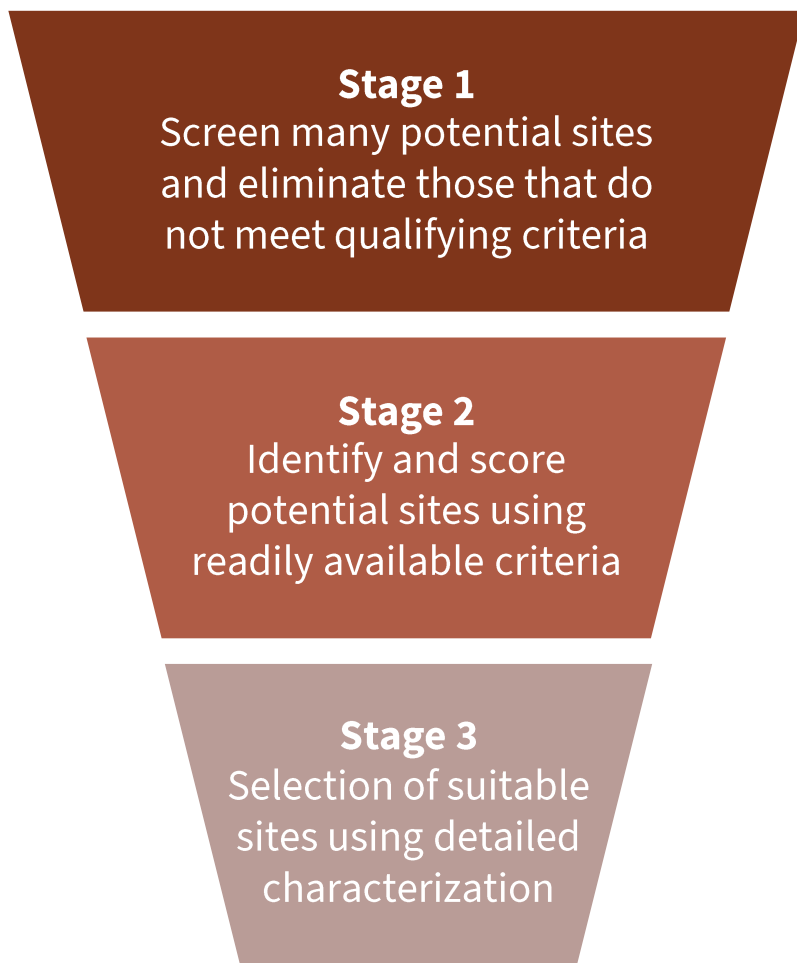 Stage 1
Screen many potential sites
and eliminate those that do
not meet qualifying criteria
Stage 2
Identify and score
potential sites using
readily available criteria
Stage 3
Selection of suitable
sites using detailed
characterization